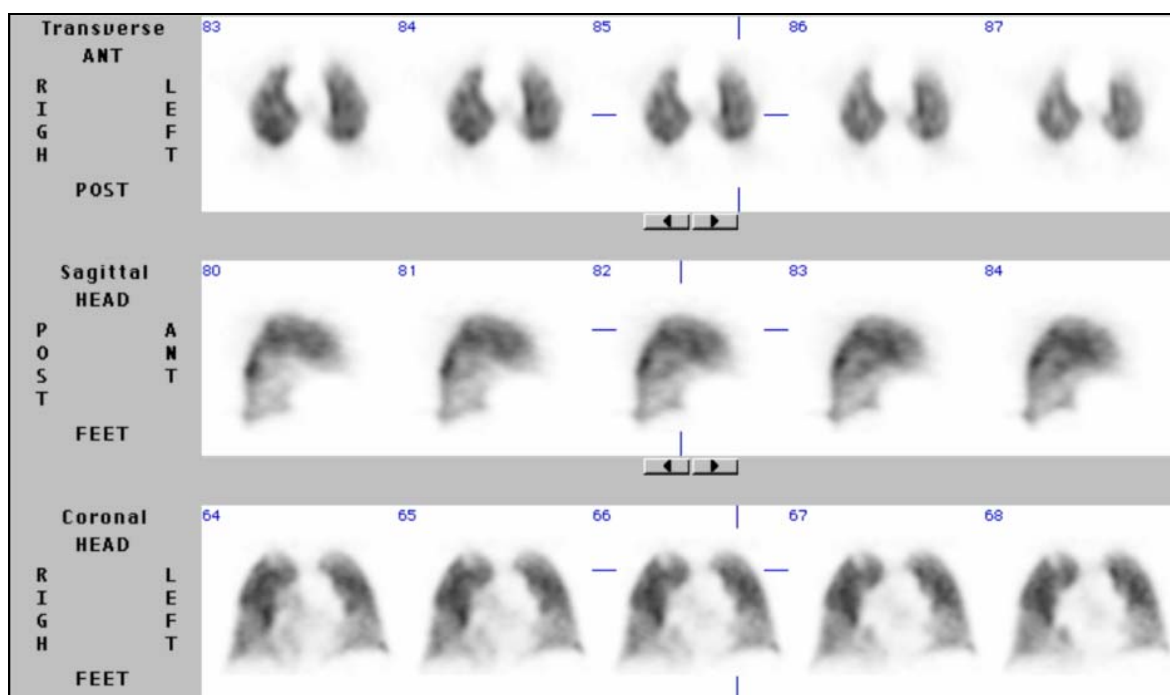 Transverse
ANT
R L
I E
G F
H T
POST
83 84 85 86 87
Sagittal
HEAD
P A
O N
S T
T
FEET
80 81 82 83 84
Coronal
HEAD
R L
I E
G F
H T
FEET
64 65 66 67 68